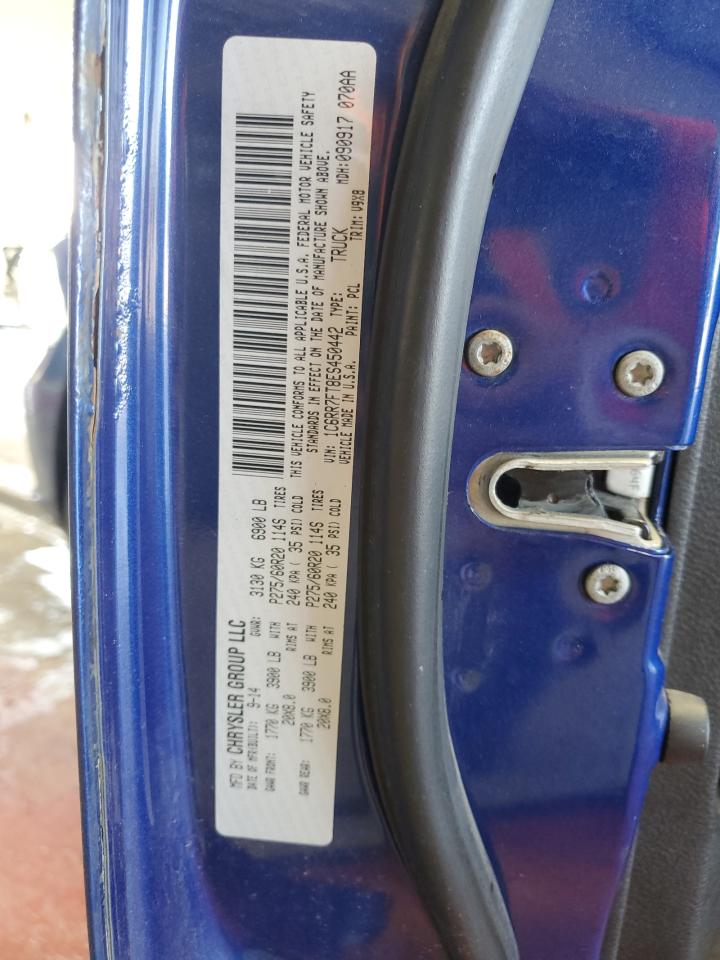 MFD BY CHRYSLER GROUP LLC
DATE OF MFR(BUILT): 9-14 GVWR: 3130 KG 6900 LB
GAWR FRONT: 1770 KG 3900 LB WITH P275/60R20 114S TIRES
20X8.0 RIMS AT 240 KPA ( 35 PSI) COLD
GAWR REAR: 1770 KG 3900 LB WITH P275/60R20 114S TIRES
20X8.0 RIMS AT 240 KPA ( 35 PSI) COLD
THIS VEHICLE CONFORMS TO ALL APPLICABLE U.S.A. FEDERAL MOTOR VEHICLE SAFETY
STANDARDS IN EFFECT ON THE DATE OF MANUFACTURE SHOWN ABOVE.
VIN: 1C6RR7FT8ES450442 TYPE: TRUCK MDH:090917 070AA
VEHICLE MADE IN U.S.A. PAINT: PCL TRIM: V9X8